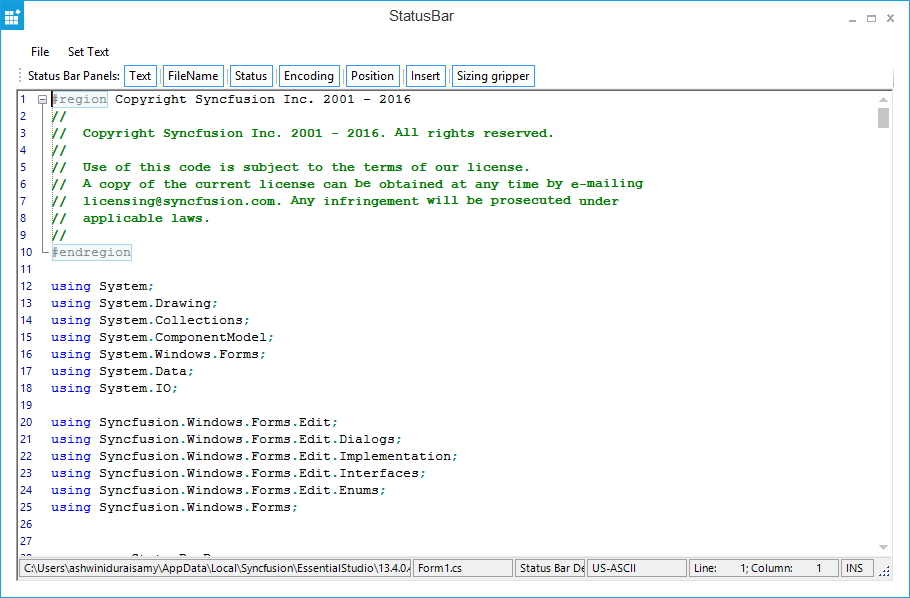 StatusBar
File Set Text
Status Bar Panels: Text FileName Status Encoding Position Insert Sizing gripper
1 #region Copyright Syncfusion Inc. 2001 - 2016
2 //
3 //  Copyright Syncfusion Inc. 2001 - 2016. All rights reserved.
4 //
5 //  Use of this code is subject to the terms of our license.
6 //  A copy of the current license can be obtained at any time by e-mailing
7 //  licensing@syncfusion.com. Any infringement will be prosecuted under
8 //  applicable laws.
9 //
10 #endregion
11
12 using System;
13 using System.Drawing;
14 using System.Collections;
15 using System.ComponentModel;
16 using System.Windows.Forms;
17 using System.Data;
18 using System.IO;
19
20 using Syncfusion.Windows.Forms.Edit;
21 using Syncfusion.Windows.Forms.Edit.Dialogs;
22 using Syncfusion.Windows.Forms.Edit.Implementation;
23 using Syncfusion.Windows.Forms.Edit.Interfaces;
24 using Syncfusion.Windows.Forms.Edit.Enums;
25 using Syncfusion.Windows.Forms;
26
27
C:\Users\ashwiniduraisamy\AppData\Local\Syncfusion\EssentialStudio\13.4.0.4 Form1.cs Status Bar De US-ASCII Line: 1; Column: 1 INS